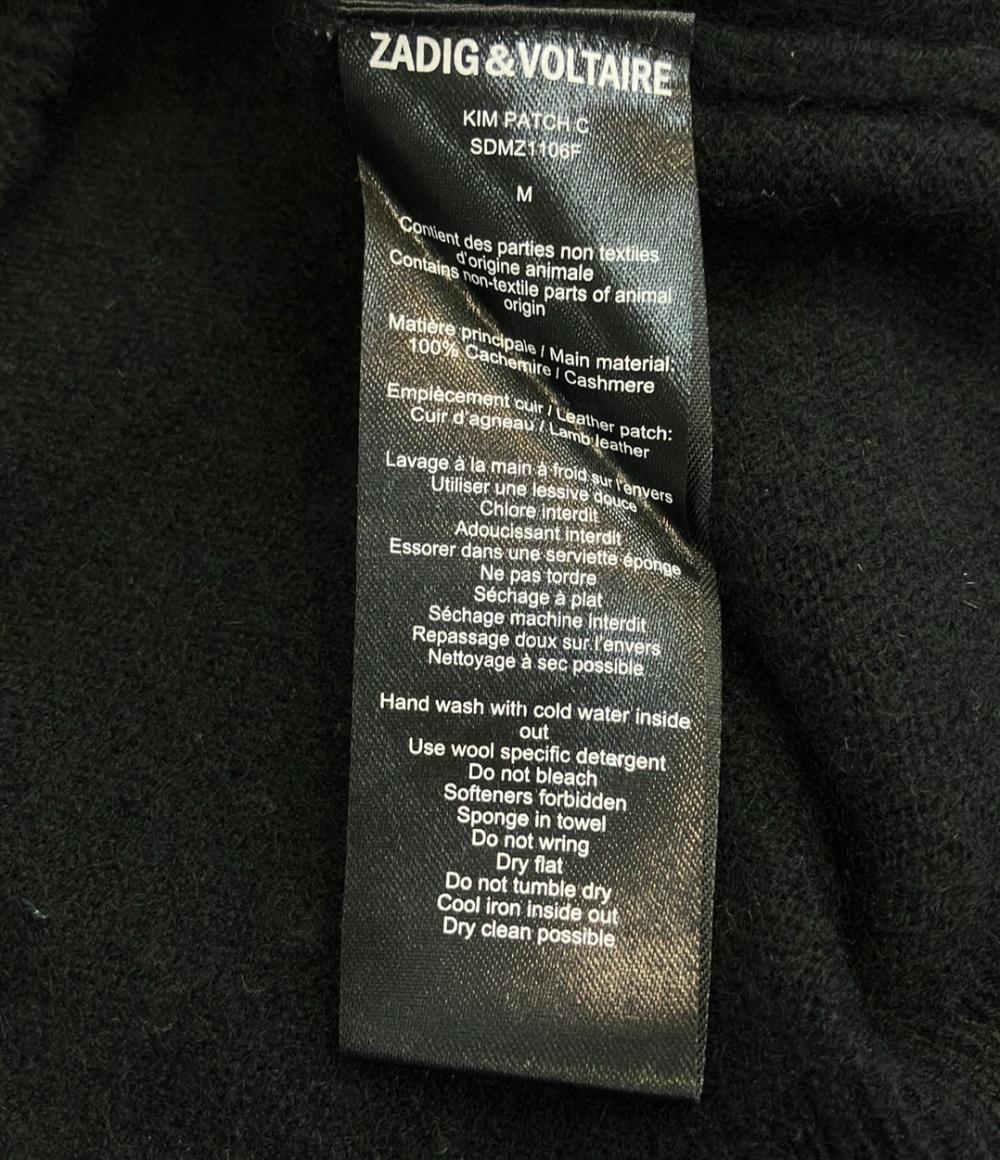 ZADIG & VOLTAIRE
KIM PATCH C
SDMZ1106F
M
Contient des parties non textiles
d'origine animale
Contains non-textile parts of animal
origin
Matière principale / Main material:
100% Cachemire / Cashmere
Emplècement cuir / Leather patch:
Cuir d'agneau / Lamb leather
Lavage à la main à froid sur l'envers
Utiliser une lessive douce
Chlore interdit
Adoucissant interdit
Essorer dans une serviette éponge
Ne pas tordre
Séchage à plat
Séchage machine interdit
Repassage doux sur l'envers
Nettoyage à sec possible
Hand wash with cold water inside
out
Use wool specific detergent
Do not bleach
Softeners forbidden
Sponge in towel
Do not wring
Dry flat
Do not tumble dry
Cool iron inside out
Dry clean possible